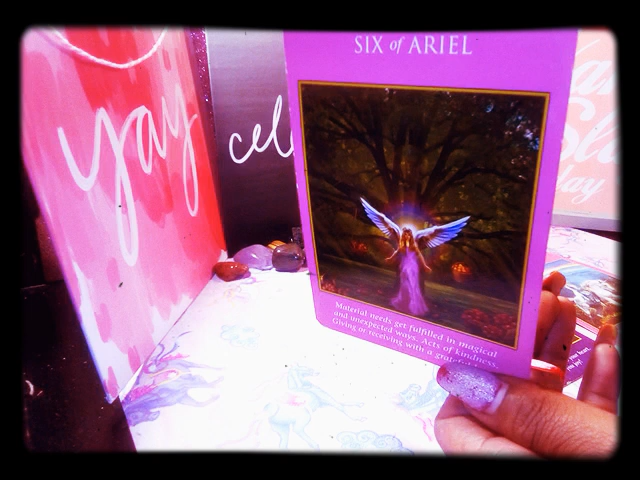 yay
cel
SIX of ARIEL
Material needs get fulfilled in magical
and unexpected ways. Acts of kindness.
Giving or receiving with a grateful
day